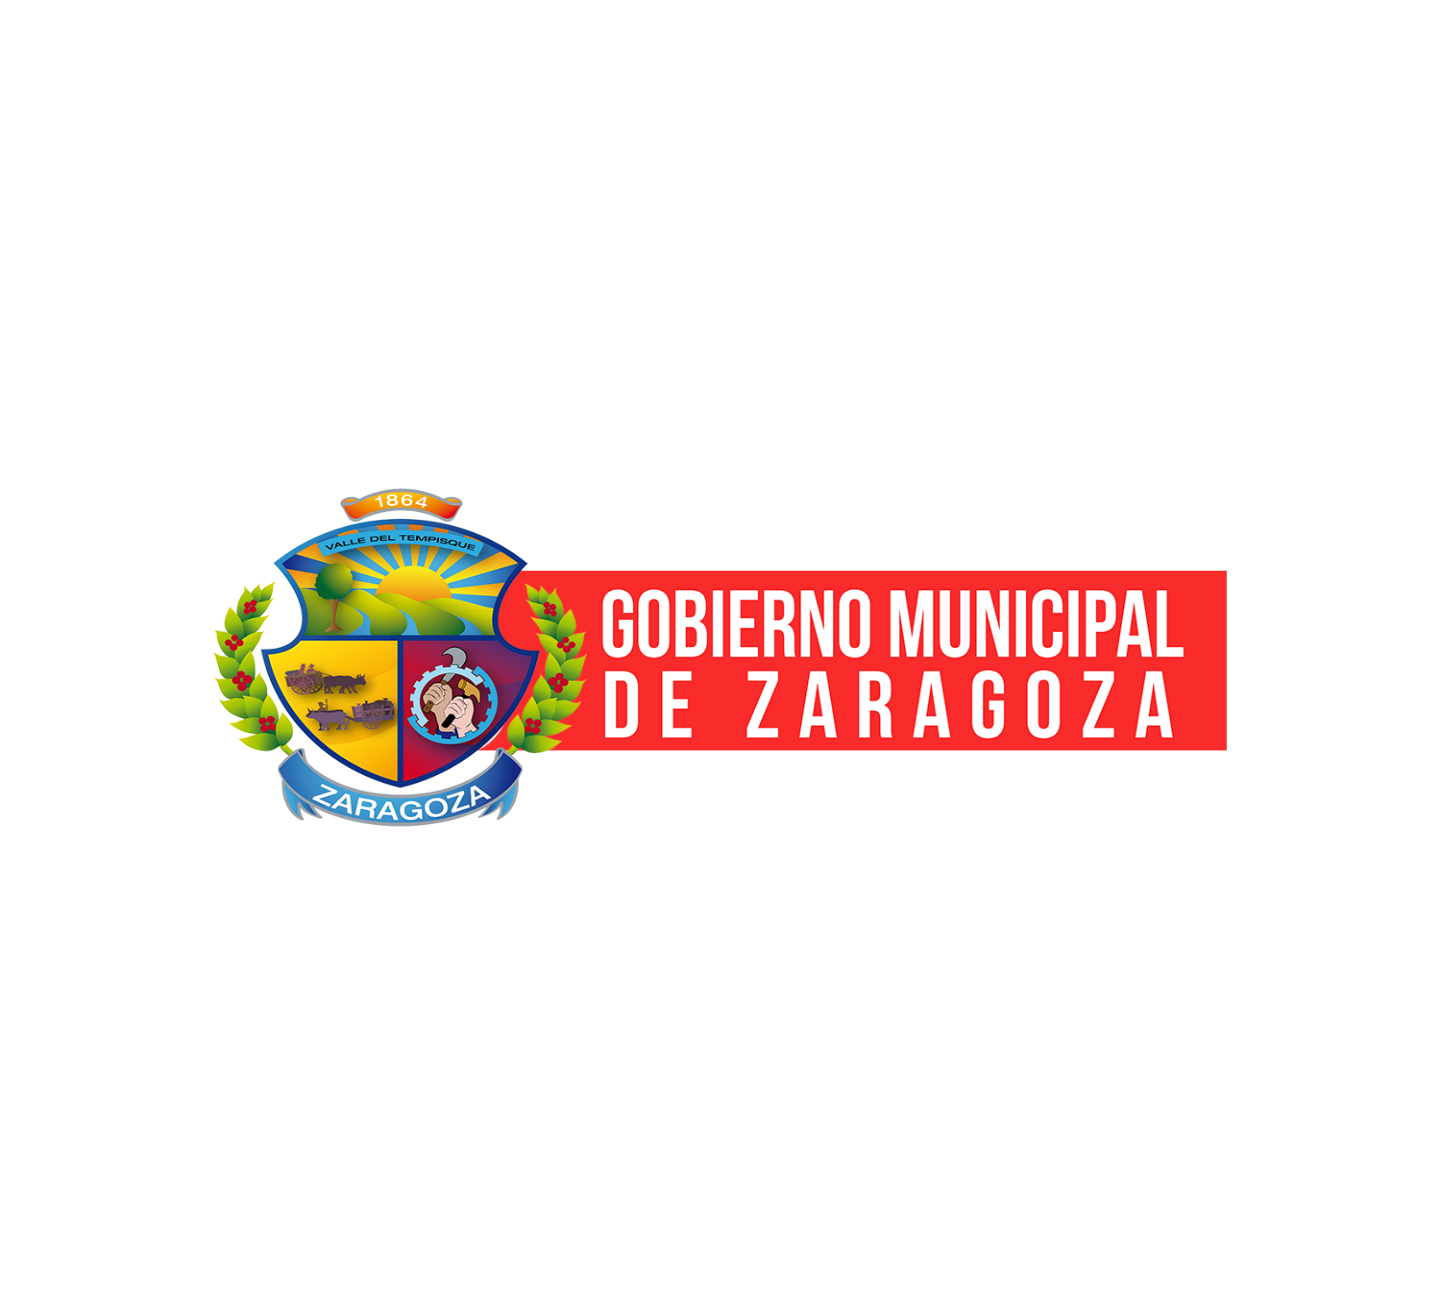 1864
VALLE DEL TEMPISQUE
ZARAGOZA
GOBIERNO MUNICIPAL
DE ZARAGOZA